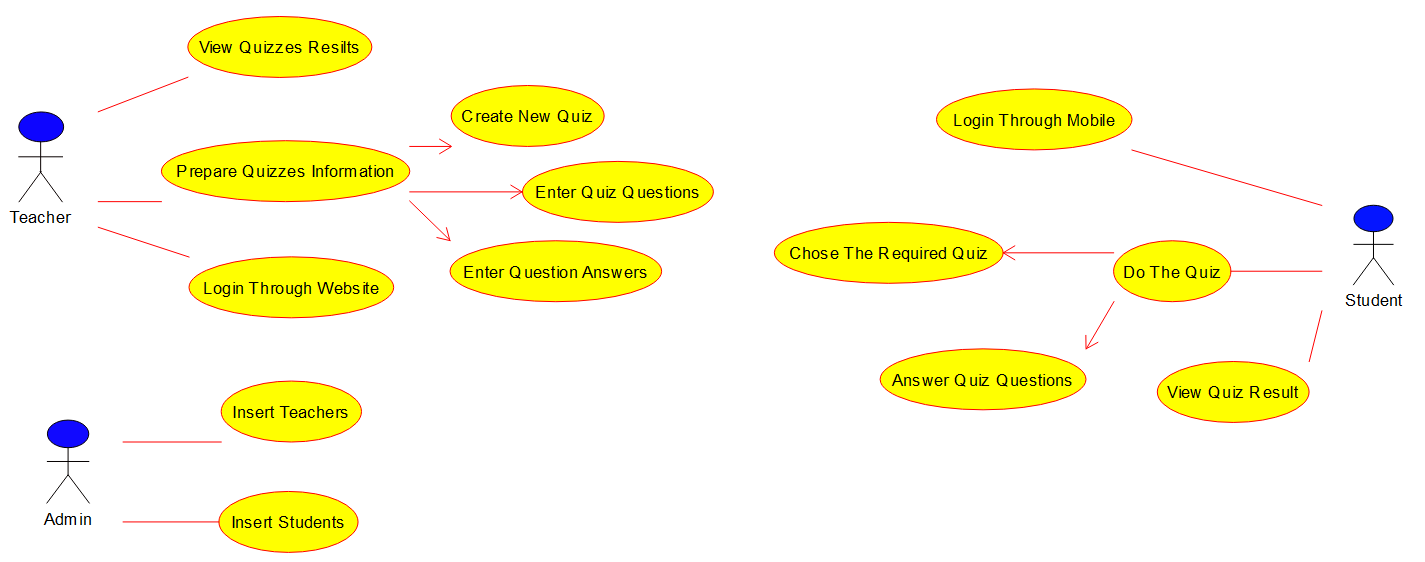 View Quizzes Resilts
Create New Quiz
Prepare Quizzes Information
Enter Quiz Questions
Teacher
Enter Question Answers
Login Through Website
Login Through Mobile
Chose The Required Quiz
Do The Quiz
Student
Answer Quiz Questions
View Quiz Result
Insert Teachers
Admin
Insert Students